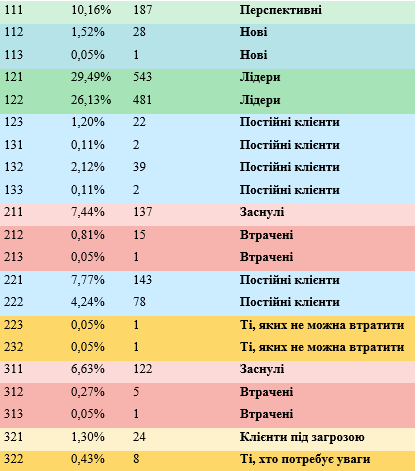 111 10,16% 187 Перспективні
112 1,52% 28 Нові
113 0,05% 1 Нові
121 29,49% 543 Лідери
122 26,13% 481 Лідери
123 1,20% 22 Постійні клієнти
131 0,11% 2 Постійні клієнти
132 2,12% 39 Постійні клієнти
133 0,11% 2 Постійні клієнти
211 7,44% 137 Заснулі
212 0,81% 15 Втрачені
213 0,05% 1 Втрачені
221 7,77% 143 Постійні клієнти
222 4,24% 78 Постійні клієнти
223 0,05% 1 Ті, яких не можна втратити
232 0,05% 1 Ті, яких не можна втратити
311 6,63% 122 Заснулі
312 0,27% 5 Втрачені
313 0,05% 1 Втрачені
321 1,30% 24 Клієнти під загрозою
322 0,43% 8 Ті, хто потребує уваги